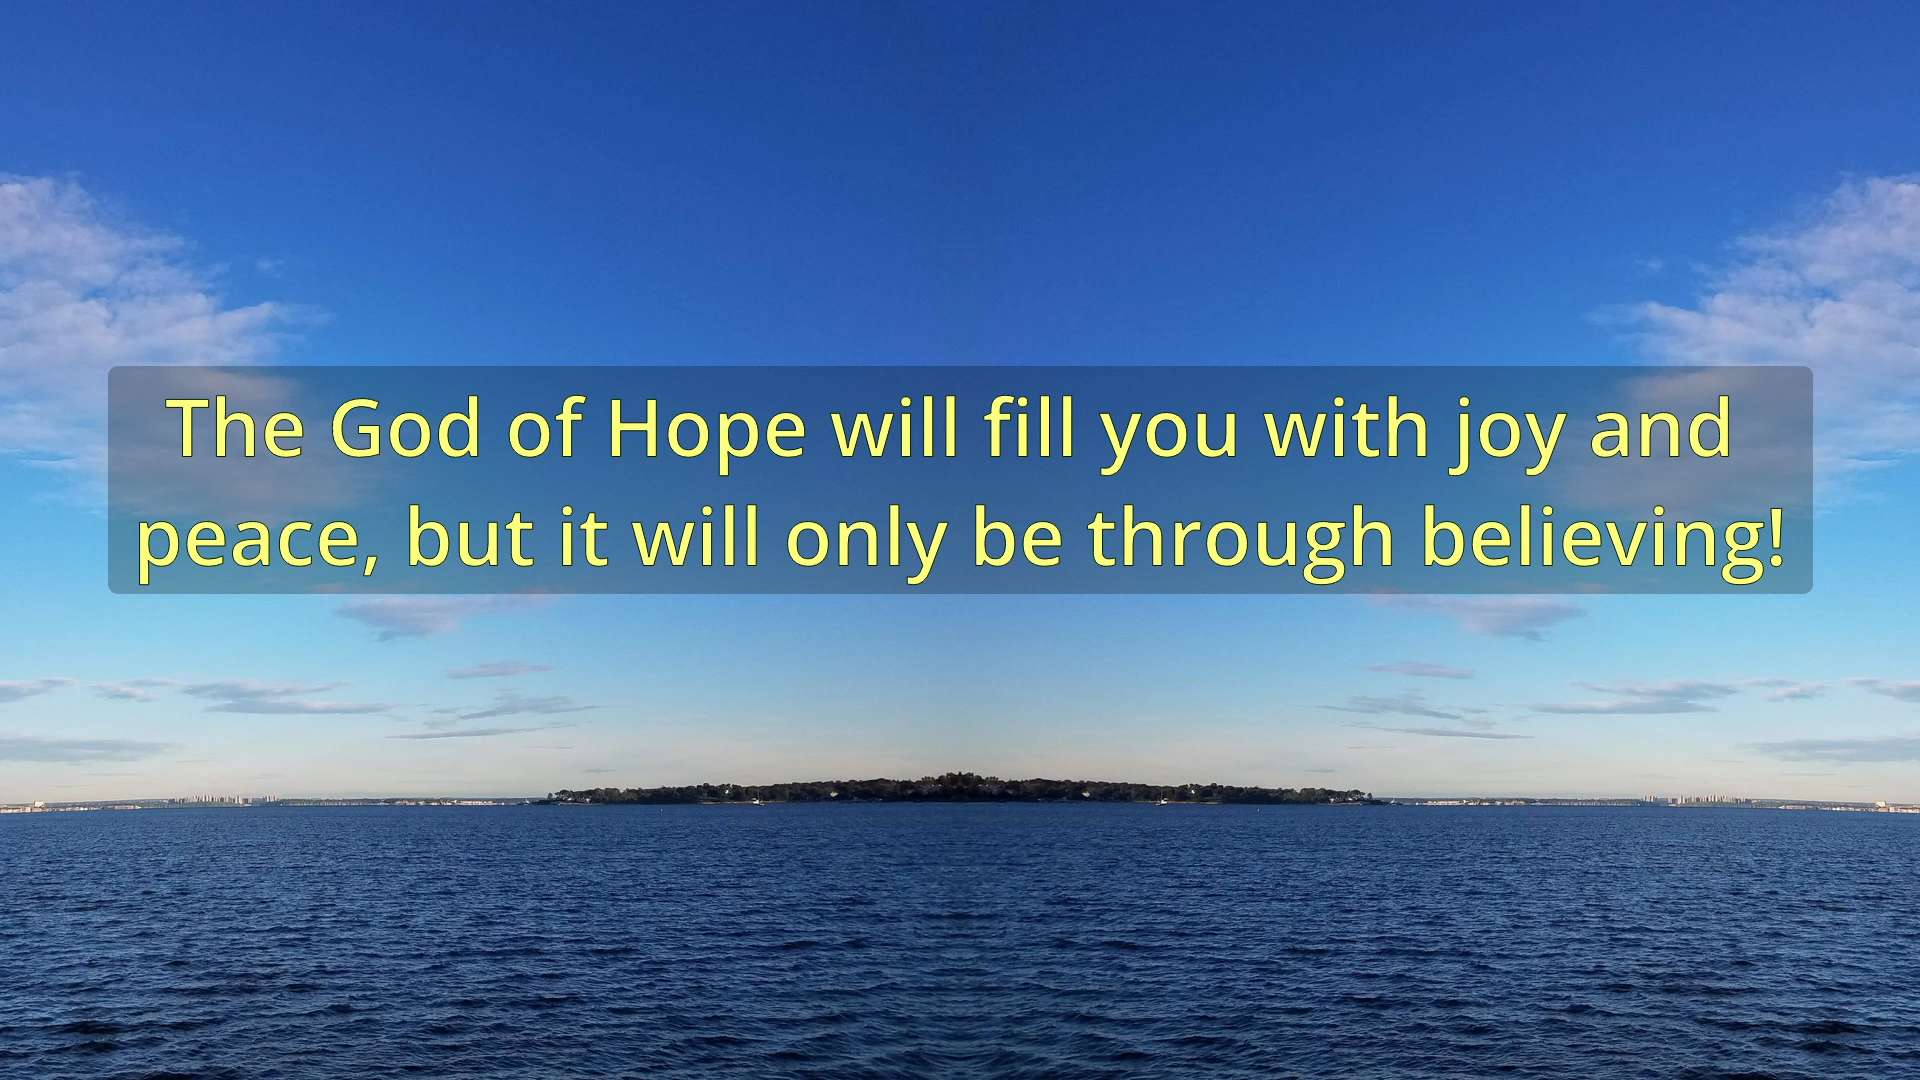 The God of Hope will fill you with joy and
peace, but it will only be through believing!